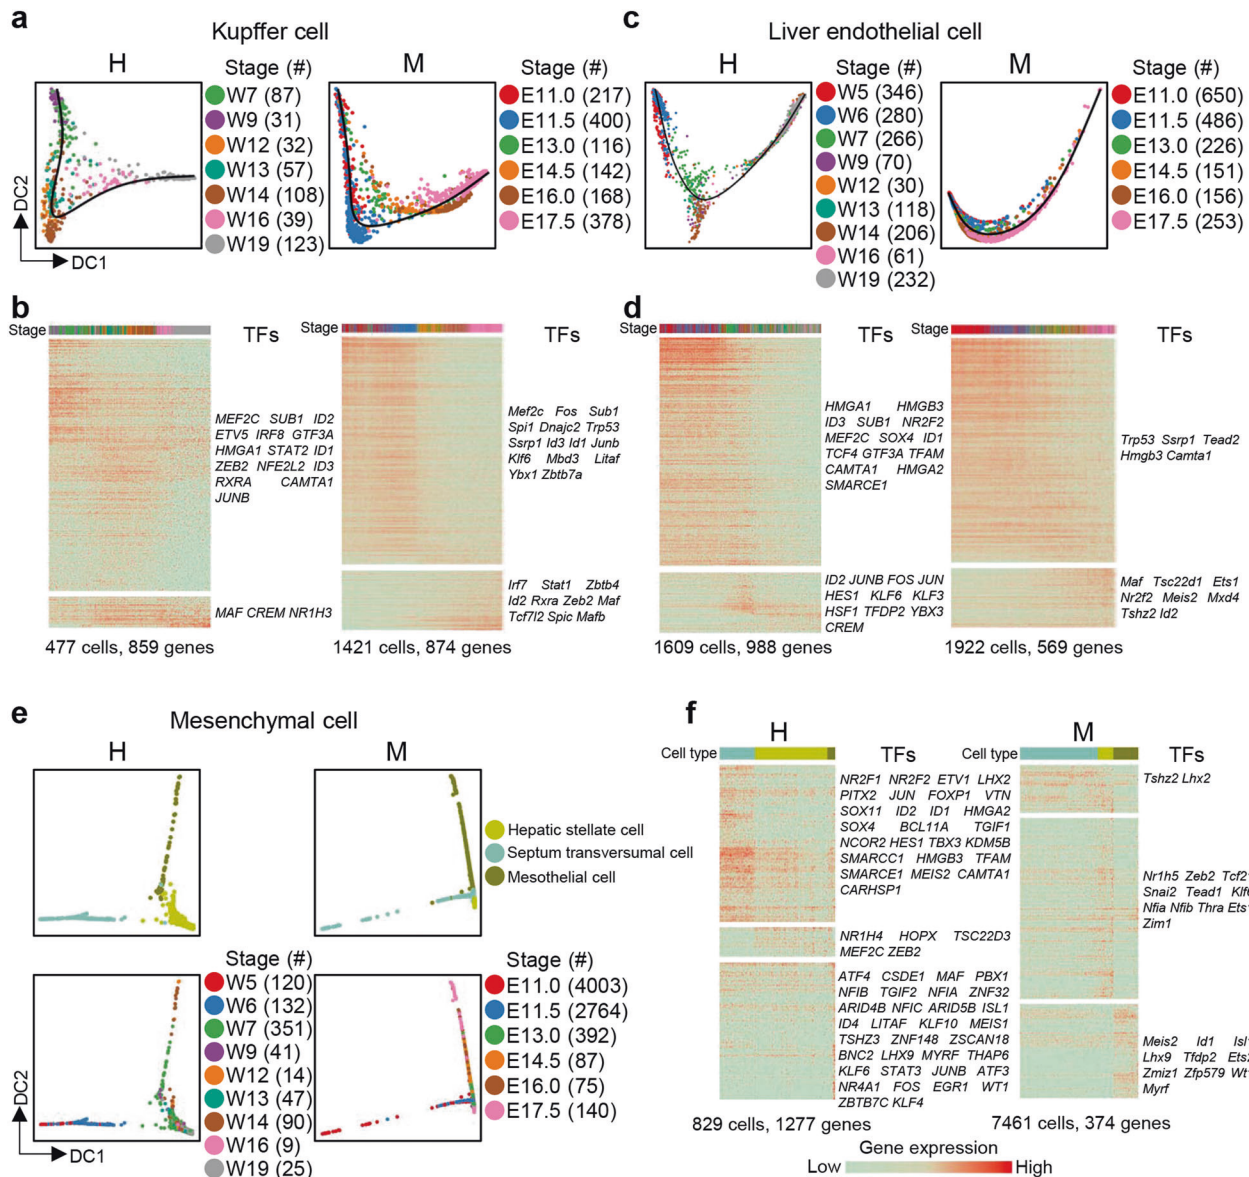 a
Kupffer cell
H
M
Stage (#)
W7 (87)
W9 (31)
W12 (32)
W13 (57)
W14 (108)
W16 (39)
W19 (123)
Stage (#)
E11.0 (217)
E11.5 (400)
E13.0 (116)
E14.5 (142)
E16.0 (168)
E17.5 (378)
DC2
DC1
c
Liver endothelial cell
H
M
Stage (#)
W5 (346)
W6 (280)
W7 (266)
W9 (70)
W12 (30)
W13 (118)
W14 (206)
W16 (61)
W19 (232)
Stage (#)
E11.0 (650)
E11.5 (486)
E13.0 (226)
E14.5 (151)
E16.0 (156)
E17.5 (253)
b
Stage
TFs
MEF2C SUB1 ID2
ETV5 IRF8 GTF3A
HMGA1 STAT2 ID1
ZEB2 NFE2L2 ID3
RXRA CAMTA1
JUNB
MAF CREM NR1H3
477 cells, 859 genes
Stage
TFs
Mef2c Fos Sub1
Spi1 Dnajc2 Trp53
Ssrp1 Id3 Id1 Junb
Klf6 Mbd3 Litaf
Ybx1 Zbtb7a
Irf7 Stat1 Zbtb4
Id2 Rxra Zeb2 Maf
Tcf7l2 Spic Mafb
1421 cells, 874 genes
d
Stage
TFs
HMGA1 HMGB3
ID3 SUB1 NR2F2
MEF2C SOX4 ID1
TCF4 GTF3A TFAM
CAMTA1 HMGA2
SMARCE1
ID2 JUNB FOS JUN
HES1 KLF6 KLF3
HSF1 TFDP2 YBX3
CREM
1609 cells, 988 genes
Stage
TFs
Trp53 Ssrp1 Tead2
Hmgb3 Camta1
Maf Tsc22d1 Ets1
Nr2f2 Meis2 Mxd4
Tshz2 Id2
1922 cells, 569 genes
e
Mesenchymal cell
H
M
Hepatic stellate cell
Septum transversumal cell
Mesothelial cell
Stage (#)
W5 (120)
W6 (132)
W7 (351)
W9 (41)
W12 (14)
W13 (47)
W14 (90)
W16 (9)
W19 (25)
Stage (#)
E11.0 (4003)
E11.5 (2764)
E13.0 (392)
E14.5 (87)
E16.0 (75)
E17.5 (140)
DC2
DC1
f
H
M
Cell type
TFs
NR2F1 NR2F2 ETV1 LHX2
PITX2 JUN FOXP1 VTN
SOX11 ID2 ID1 HMGA2
SOX4 BCL11A TGIF1
NCOR2 HES1 TBX3 KDM5B
SMARCC1 HMGB3 TFAM
SMARCE1 MEIS2 CAMTA1
CARHSP1
NR1H4 HOPX TSC22D3
MEF2C ZEB2
ATF4 CSDE1 MAF PBX1
NFIB TGIF2 NFIA ZNF32
ARID4B NFIC ARID5B ISL1
ID4 LITAF KLF10 MEIS1
TSHZ3 ZNF148 ZSCAN18
BNC2 LHX9 MYRF THAP6
KLF6 STAT3 JUNB ATF3
NR4A1 FOS EGR1 WT1
ZBTB7C KLF4
829 cells, 1277 genes
Cell type
TFs
Tshz2 Lhx2
Nr1h5 Zeb2 Tcf21
Snai2 Tead1 Klf6
Nfia Nfib Thra Ets1
Zim1
Meis2 Id1 Isl1
Lhx9 Tfdp2 Ets2
Zmiz1 Zfp579 Wt1
Myrf
7461 cells, 374 genes
Gene expression
Low
High